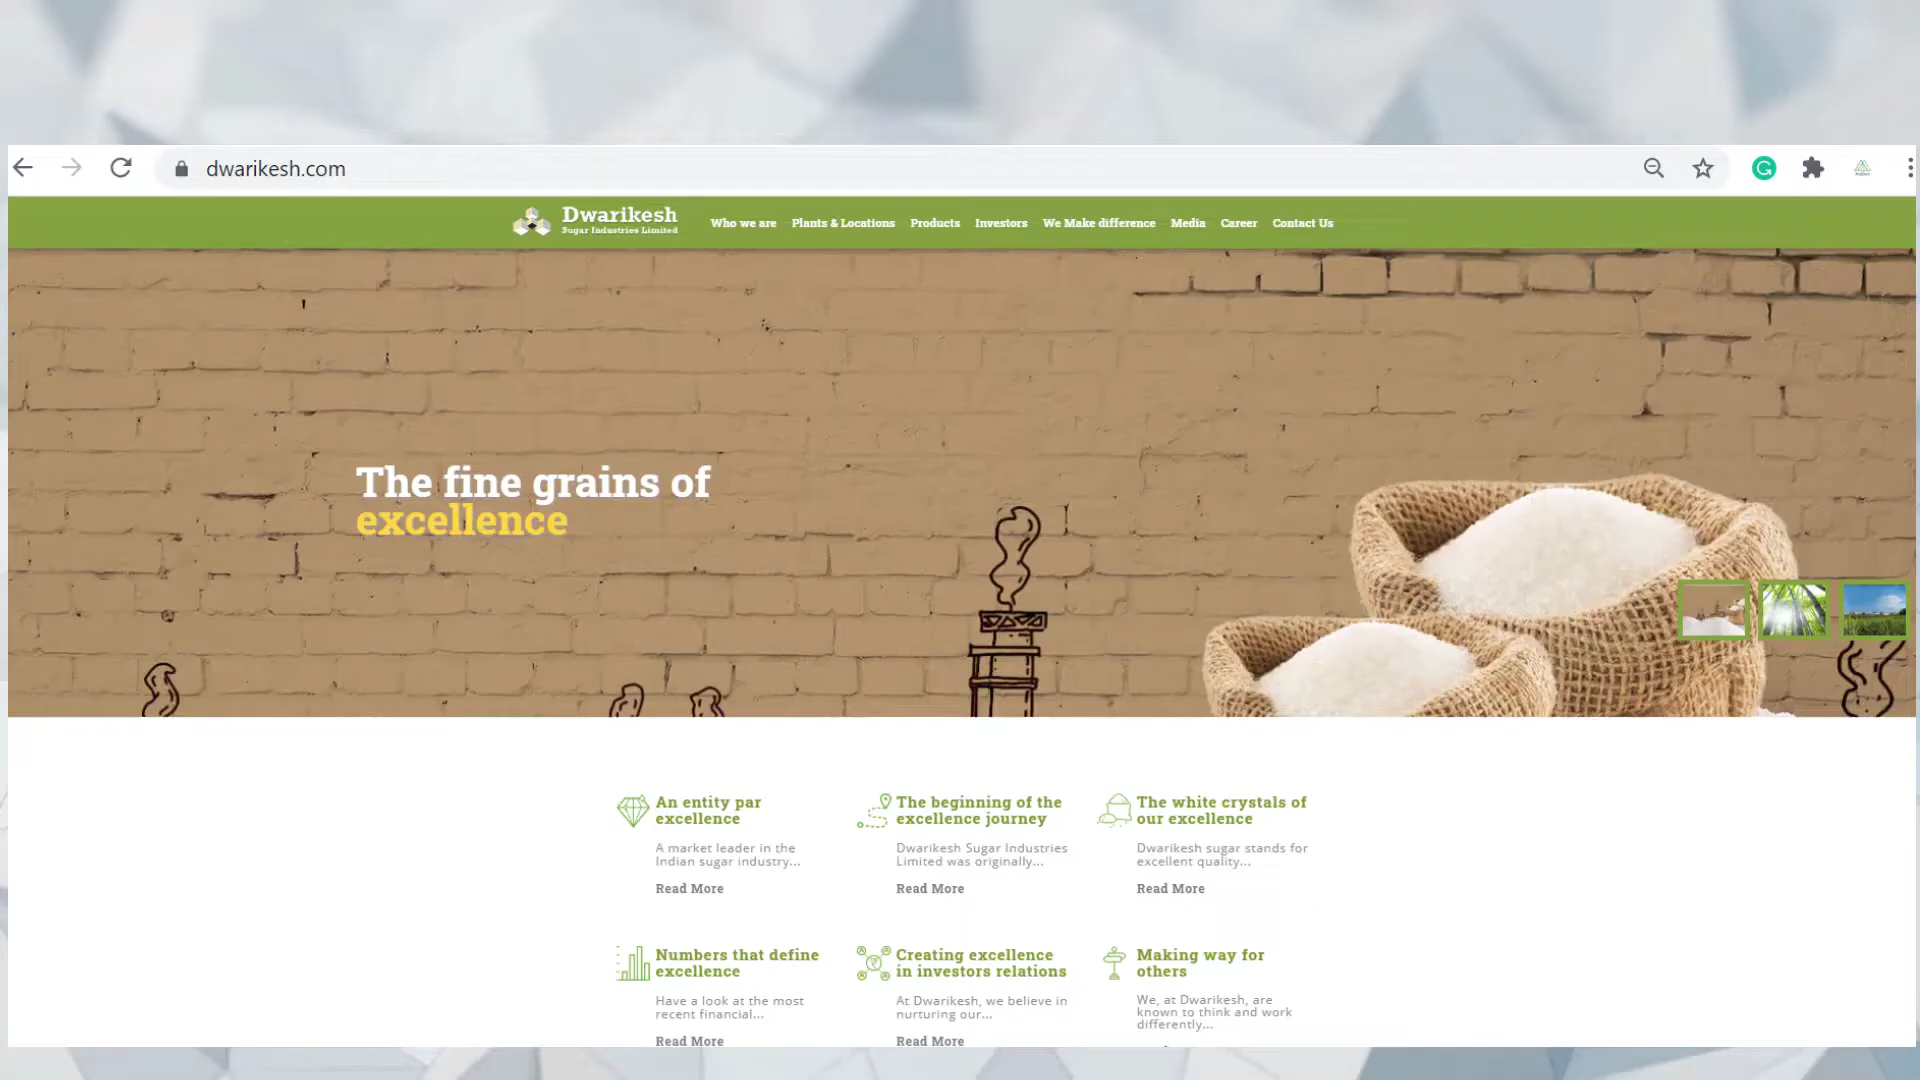 dwarikesh.com
Dwarikesh
Sugar Industries Limited
Who we are Plants & Locations Products Investors We Make difference Media Career Contact Us
The fine grains of
excellence
An entity par
excellence
A market leader in the
Indian sugar industry...
Read More
The beginning of the
excellence journey
Dwarikesh Sugar Industries
Limited was originally...
Read More
The white crystals of
our excellence
Dwarikesh sugar stands for
excellent quality...
Read More
Numbers that define
excellence
Have a look at the most
recent financial...
Read More
Creating excellence
in investors relations
At Dwarikesh, we believe in
nurturing our...
Read More
Making way for
others
We, at Dwarikesh, are
known to think and work
differently...